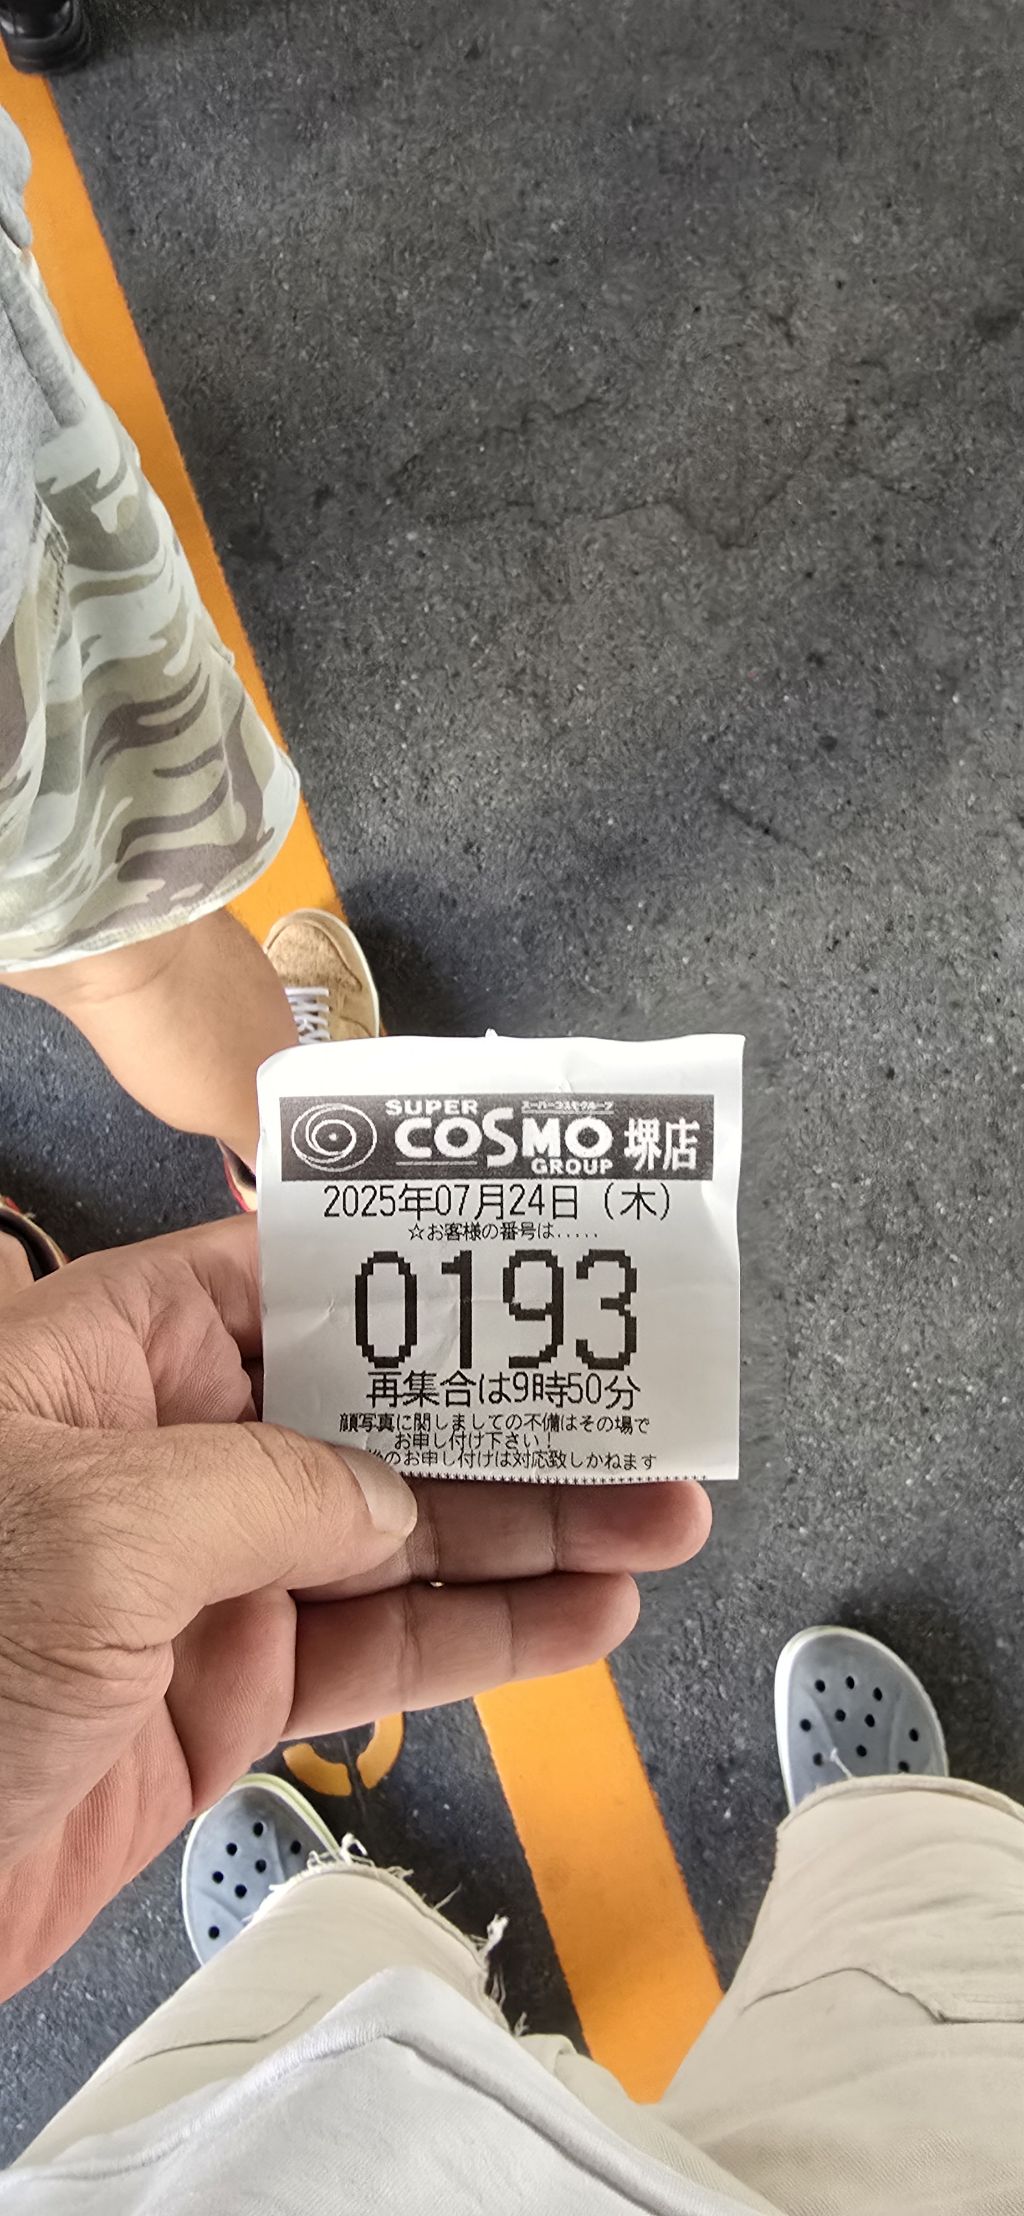 SUPER スーパーコスモグループ
COSMO
GROUP 堺店
2025年07月24日（木）
☆お客様の番号は.....
0193
再集合は9時50分
顔写真に関しましての不備はその場で
お申し付け下さい！
のお申し付けは対応致しかねます